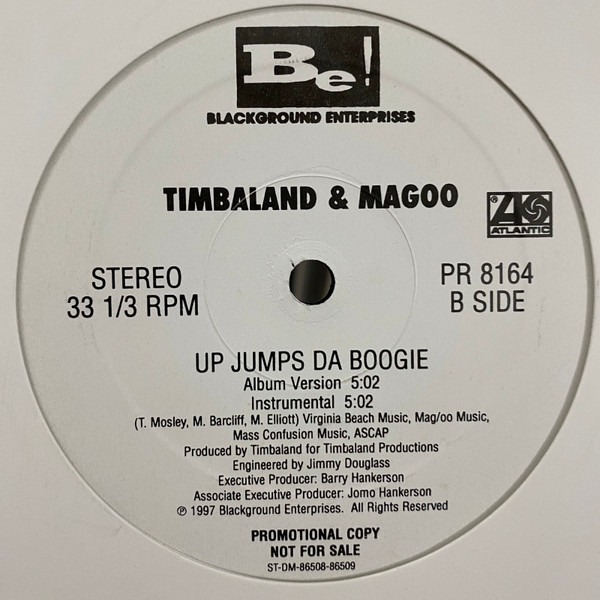 Be!
BLACKGROUND ENTERPRISES
TIMBALAND & MAGOO
® ATLANTIC
STEREO
33 1/3 RPM
PR 8164
B SIDE
UP JUMPS DA BOOGIE
Album Version 5:02
Instrumental 5:02
(T. Mosley, M. Barcliff, M. Elliott) Virginia Beach Music, Mag/oo Music,
Mass Confusion Music, ASCAP
Produced by Timbaland for Timbaland Productions
Engineered by Jimmy Douglass
Executive Producer: Barry Hankerson
Associate Executive Producer: Jomo Hankerson
℗ 1997 Blackground Enterprises. All Rights Reserved
PROMOTIONAL COPY
NOT FOR SALE
ST-DM-86508-86509